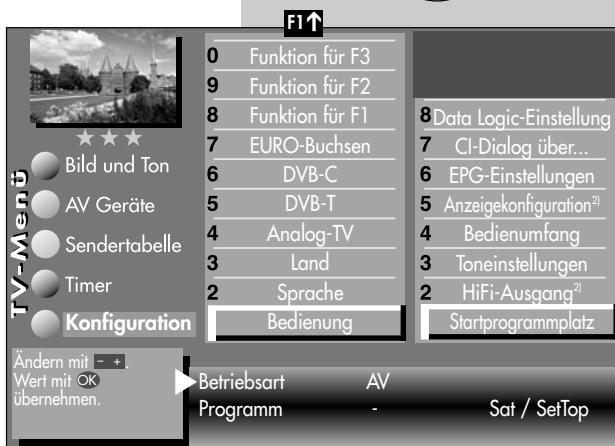 F1↑
TV-Menü
Bild und Ton
AV Geräte
Sendertabelle
Timer
Konfiguration
Ändern mit - + .
Wert mit OK
übernehmen.
0 Funktion für F3
9 Funktion für F2
8 Funktion für F1
7 EURO-Buchsen
6 DVB-C
5 DVB-T
4 Analog-TV
3 Land
2 Sprache
Bedienung
8 Data Logic-Einstellung
7 CI-Dialog über...
6 EPG-Einstellungen
5 Anzeigekonfiguration2)
4 Bedienumfang
3 Toneinstellungen
2 HiFi-Ausgang2)
Startprogrammplatz
Betriebsart AV
Programm - Sat / SetTop